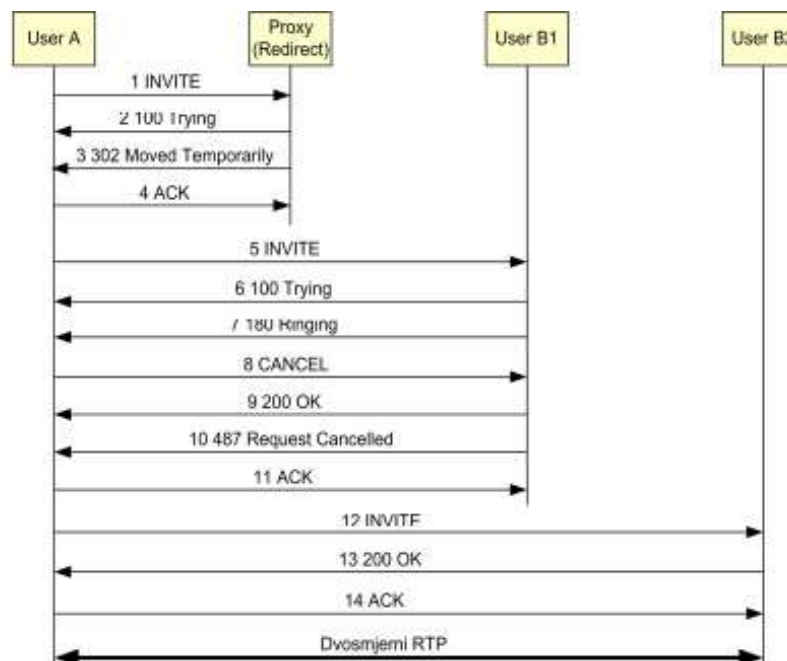 User A
Proxy
(Redirect)
User B1
User B2
1 INVITE
2 100 Trying
3 302 Moved Temporarily
4 ACK
5 INVITE
6 100 Trying
7 180 Ringing
8 CANCEL
9 200 OK
10 487 Request Cancelled
11 ACK
12 INVITE
13 200 OK
14 ACK
Dvosmjerni RTP